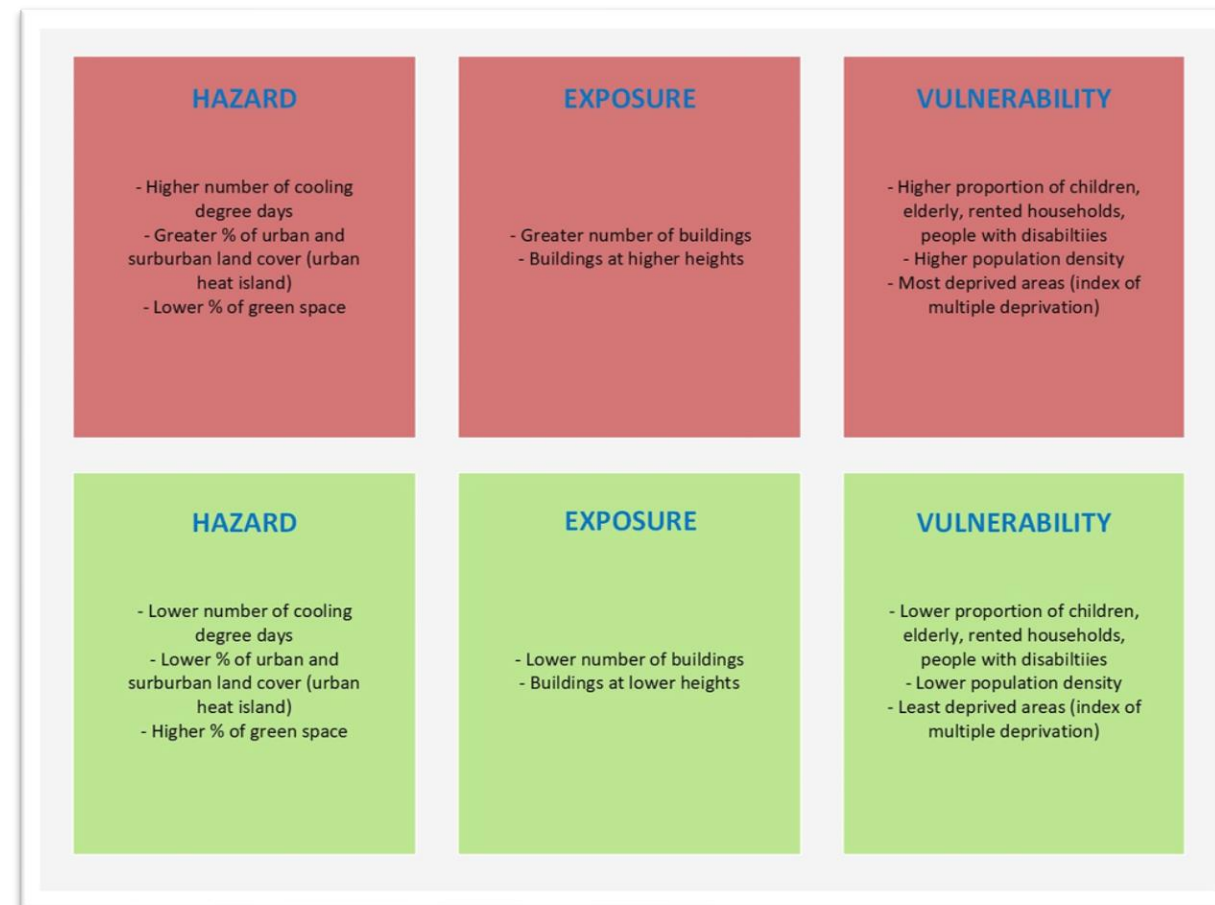 HAZARD
- Higher number of cooling
degree days
- Greater % of urban and
surburban land cover (urban
heat island)
- Lower % of green space
EXPOSURE
- Greater number of buildings
- Buildings at higher heights
VULNERABILITY
- Higher proportion of children,
elderly, rented households,
people with disabiltiies
- Higher population density
- Most deprived areas (index of
multiple deprivation)
HAZARD
- Lower number of cooling
degree days
- Lower % of urban and
surburban land cover (urban
heat island)
- Higher % of green space
EXPOSURE
- Lower number of buildings
- Buildings at lower heights
VULNERABILITY
- Lower proportion of children,
elderly, rented households,
people with disabiltiies
- Lower population density
- Least deprived areas (index of
multiple deprivation)